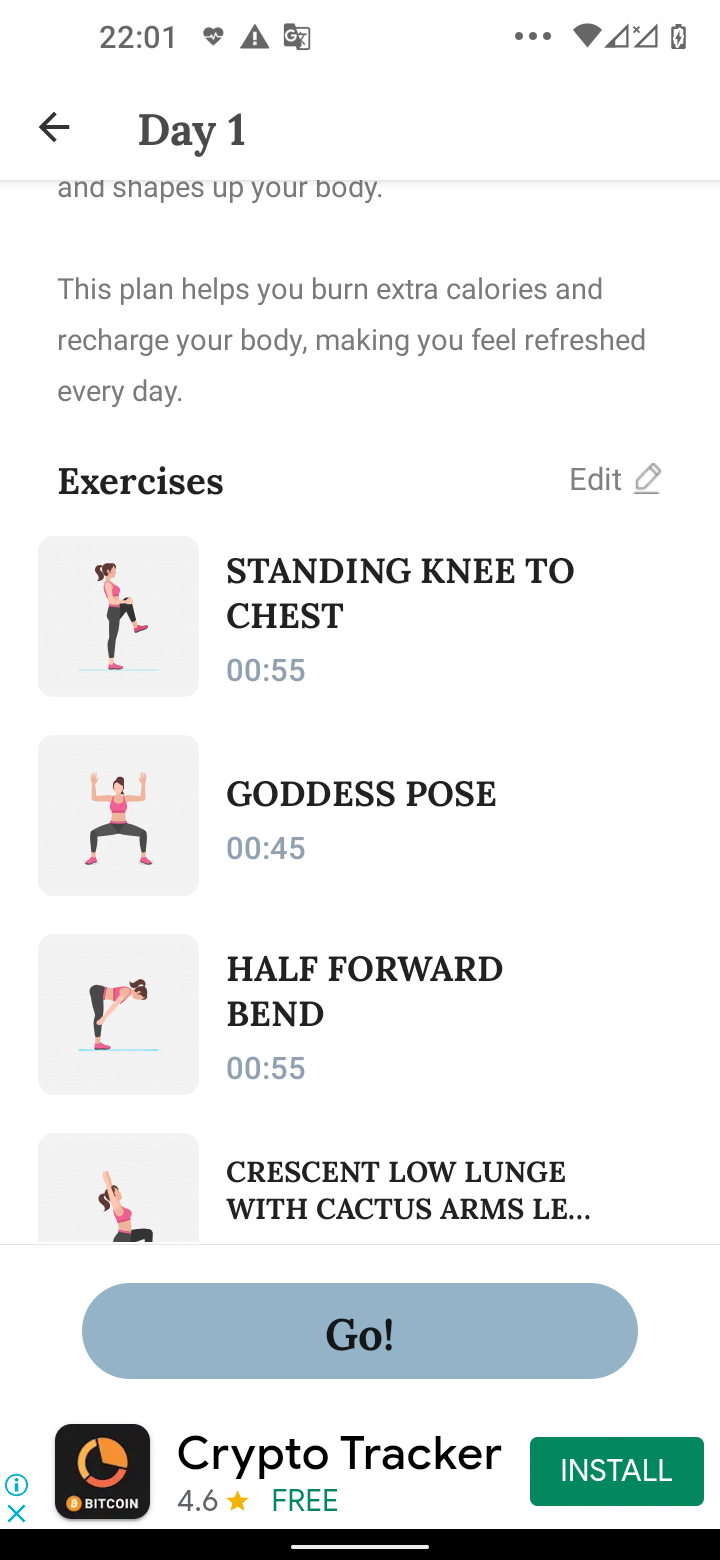 22:01
Day 1
and shapes up your body.
This plan helps you burn extra calories and
recharge your body, making you feel refreshed
every day.
Exercises
Edit
STANDING KNEE TO
CHEST
00:55
GODDESS POSE
00:45
HALF FORWARD
BEND
00:55
CRESCENT LOW LUNGE
WITH CACTUS ARMS LE...
Go!
BITCOIN
Crypto Tracker
4.6 FREE
INSTALL